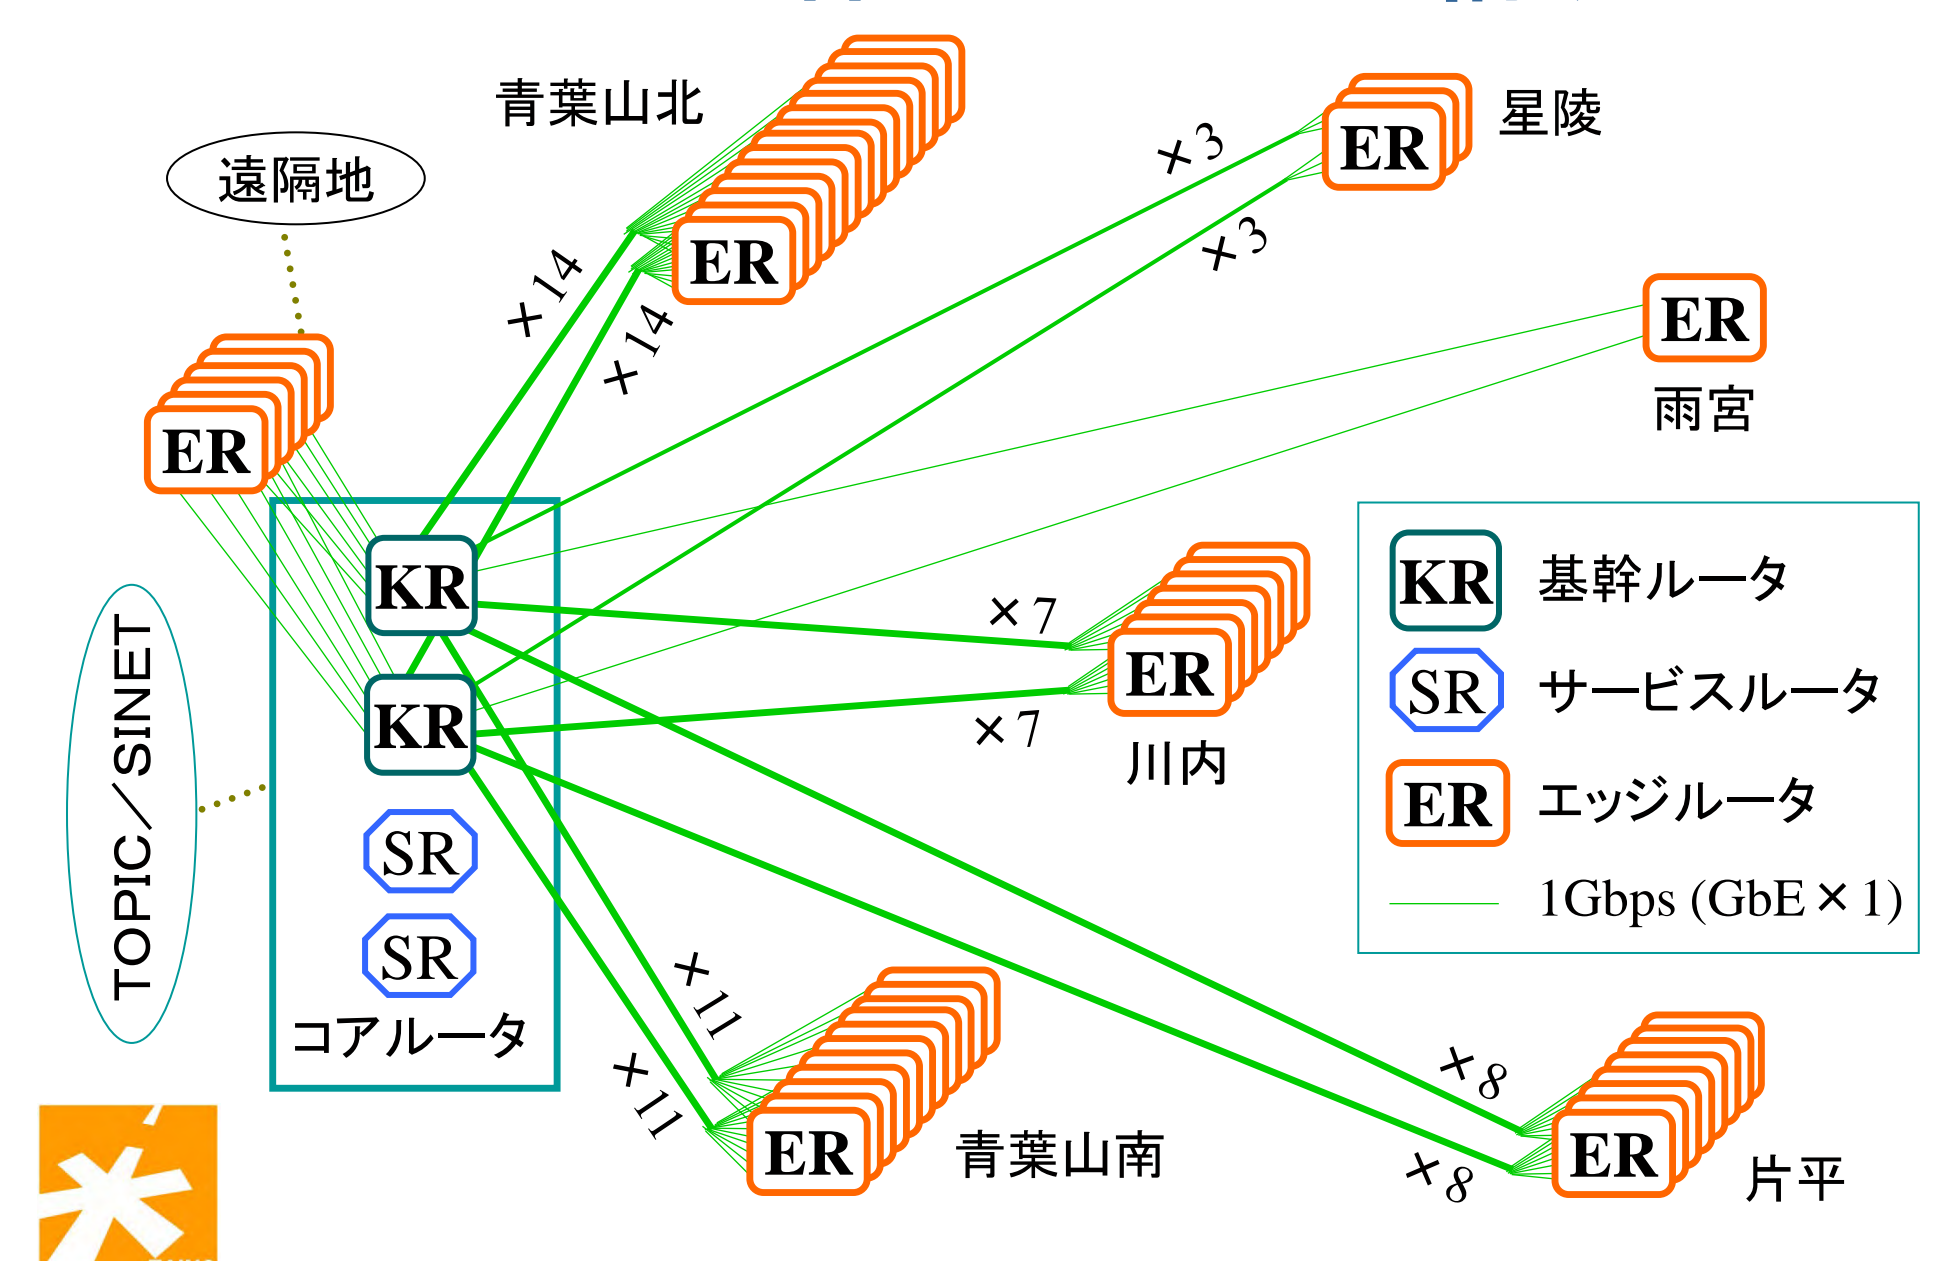 青葉山北
星陵
遠隔地
×3
ER
ER
×3
×14
ER
×14
雨宮
ER
KR
KR 基幹ルータ
×7
ER
SR サービスルータ
KR
×7
川内
ER エッジルータ
TOPIC/SINET
SR
1Gbps (GbE×1)
SR
コアルータ
×11
×11
×8
ER
青葉山南
ER
×8
片平